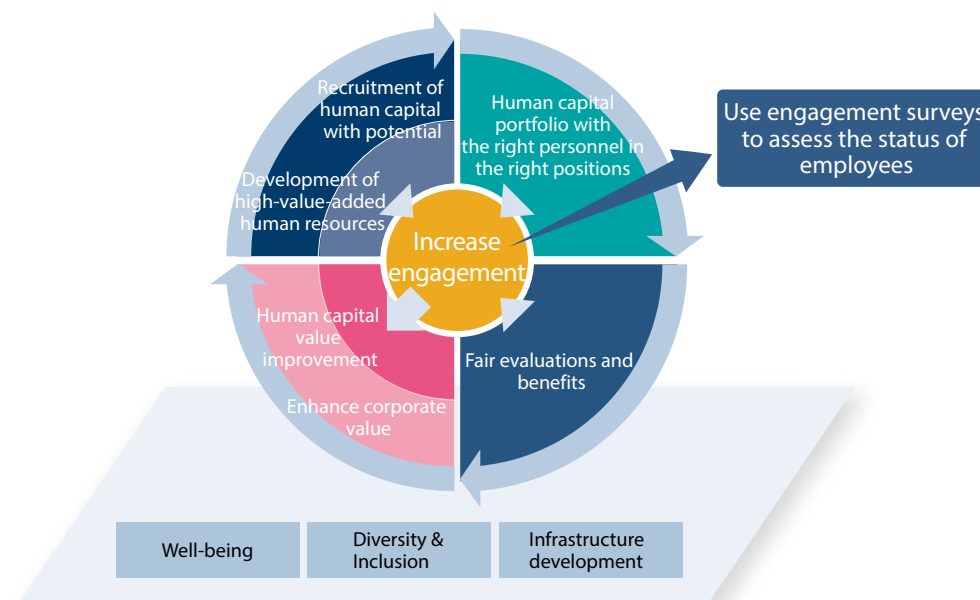 Recruitment of
human capital
with potential
Human capital
portfolio with
the right personnel in
the right positions
Use engagement surveys
to assess the status of
employees
Development of
high-value-added
human resources
Increase
engagement
Human capital
value
improvement
Fair evaluations and
benefits
Enhance corporate
value
Well-being
Diversity &
Inclusion
Infrastructure
development